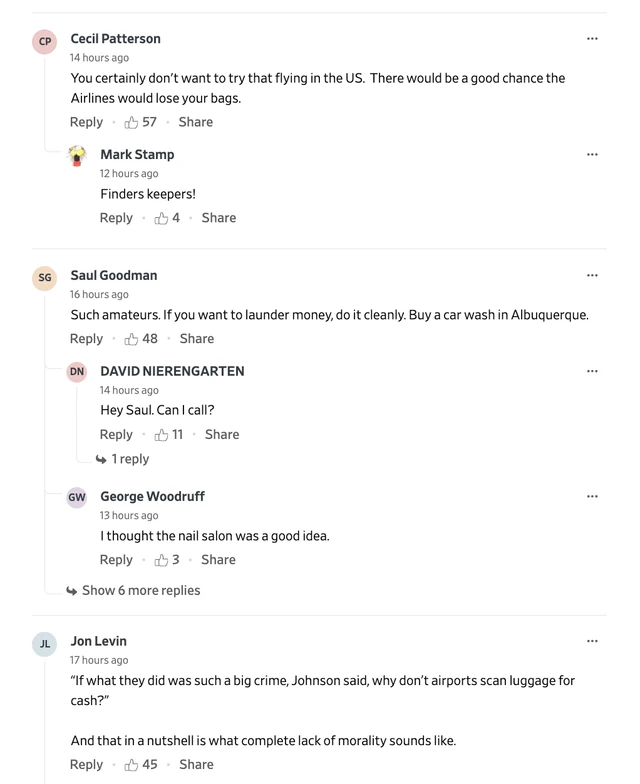 CP
Cecil Patterson
14 hours ago
You certainly don't want to try that flying in the US.  There would be a good chance the
Airlines would lose your bags.
Reply · 57 · Share
Mark Stamp
12 hours ago
Finders keepers!
Reply · 4 · Share
SG
Saul Goodman
16 hours ago
Such amateurs. If you want to launder money, do it cleanly. Buy a car wash in Albuquerque.
Reply · 48 · Share
DN
DAVID NIERENGARTEN
14 hours ago
Hey Saul. Can I call?
Reply · 11 · Share
1 reply
GW
George Woodruff
13 hours ago
I thought the nail salon was a good idea.
Reply · 3 · Share
Show 6 more replies
JL
Jon Levin
17 hours ago
“If what they did was such a big crime, Johnson said, why don’t airports scan luggage for
cash?”
And that in a nutshell is what complete lack of morality sounds like.
Reply · 45 · Share